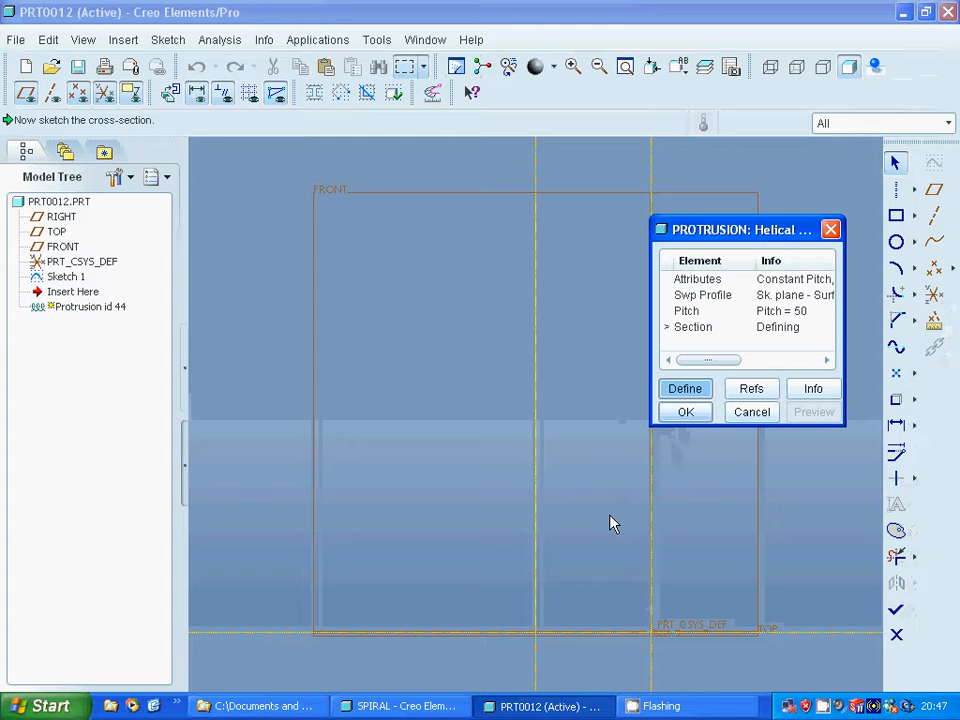 PRT0012 (Active) - Creo Elements/Pro
File Edit View Insert Sketch Analysis Info Applications Tools Window Help
Now sketch the cross-section.
All
Model Tree
PRT0012.PRT
RIGHT
TOP
FRONT
PRT_CSYS_DEF
Sketch 1
Insert Here
Protrusion id 44
FRONT
PROTRUSION: Helical ...
Element Info
Attributes Constant Pitch,
Swp Profile Sk. plane - Surf
Pitch Pitch = 50
> Section Defining
Define Refs Info
OK Cancel Preview
PRT_CSYS_DEF
TOP
Start
C:\Documents and ...
SPIRAL - Creo Elem...
PRT0012 (Active) - ...
Flashing
20:47